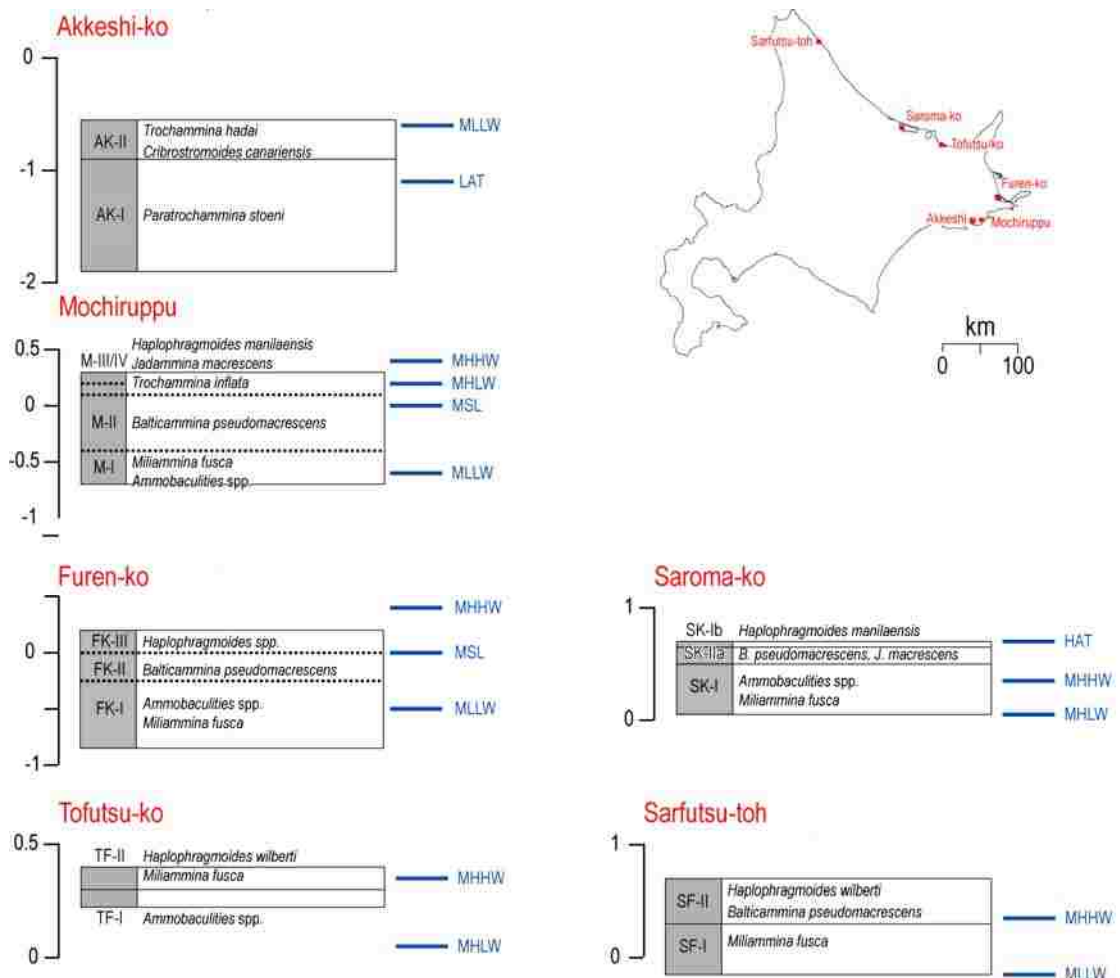 Akkeshi-ko
0
-1
-2
AK-II
Trochammina hadai
Cribrostromoides canariensis
AK-I
Paratrochammina stoeni
MLLW
LAT
Sarfutsu-toh
Saroma-ko
Tofutsu-ko
Furen-ko
Akkeshi
Mochiruppu
km
0 100
Mochiruppu
0.5
0
-0.5
-1
M-III/IV
Haplophragmoides manilaensis
Jadammina macrescens
Trochammina inflata
M-II
Balticammina pseudomacrescens
M-I
Miliammina fusca
Ammobaculities spp.
MHHW
MHLW
MSL
MLLW
Furen-ko
0
-1
FK-III
Haplophragmoides spp.
FK-II
Balticammina pseudomacrescens
FK-I
Ammobaculities spp.
Miliammina fusca
MHHW
MSL
MLLW
Saroma-ko
1
0
SK-Ib
Haplophragmoides manilaensis
SK-IIa
B. pseudomacrescens, J. macrescens
SK-I
Ammobaculities spp.
Miliammina fusca
HAT
MHHW
MHLW
Tofutsu-ko
0.5
0
TF-II
Haplophragmoides wilberti
Miliammina fusca
TF-I
Ammobaculities spp.
MHHW
MHLW
Sarfutsu-toh
1
0
SF-II
Haplophragmoides wilberti
Balticammina pseudomacrescens
SF-I
Miliammina fusca
MHHW
MLLW